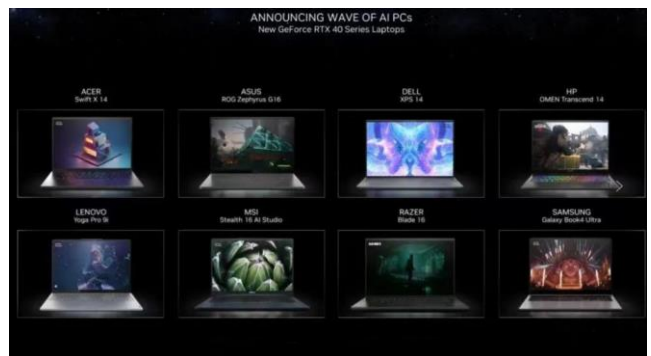 ANNOUNCING WAVE OF AI PCs
New GeForce RTX 40 Series Laptops
ACER
Swift X 14
ASUS
ROG Zephyrus G16
DELL
XPS 14
HP
OMEN Transcend 14
LENOVO
Yoga Pro 9i
MSI
Stealth 16 AI Studio
RAZER
Blade 16
SAMSUNG
Galaxy Book4 Ultra